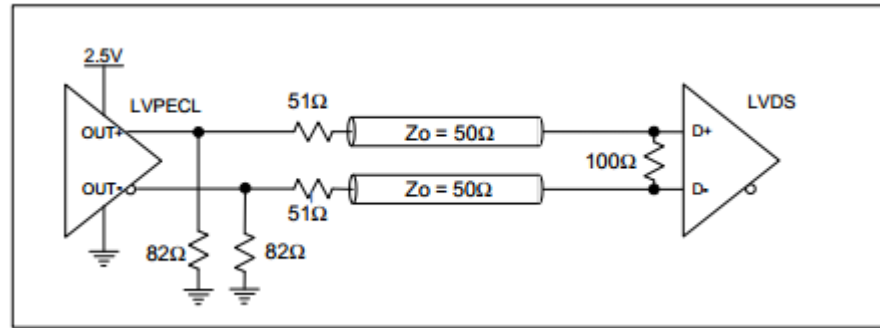 2.5V
LVPECL
51Ω
LVDS
OUT+
Zo = 50Ω
D+
100Ω
OUT-
Zo = 50Ω
D-
51Ω
82Ω
82Ω